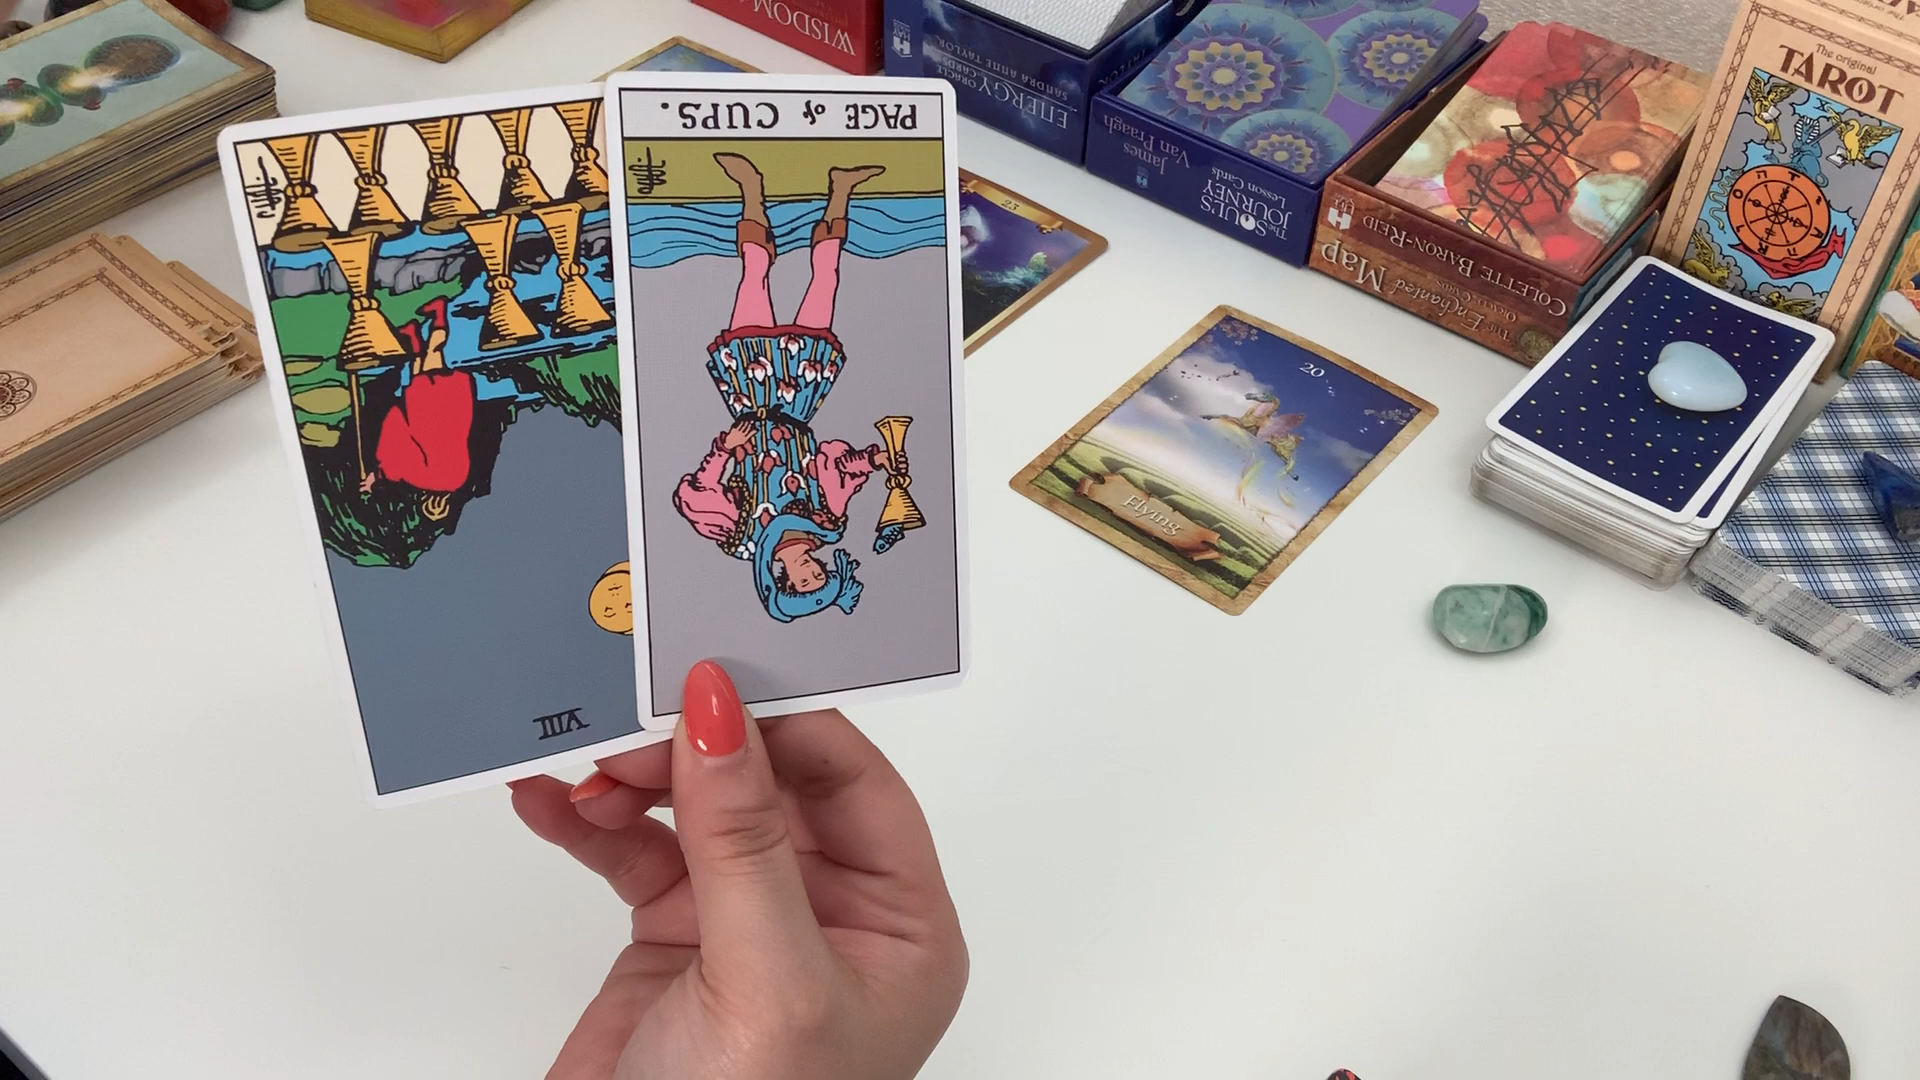 WISDOM
ENERGY
ORACLE
CARDS
SANDRA ANNE TAYLOR
HAY
James
Van Praagh
The
SOUL'S
JOURNEY
Lesson Cards
The Enchanted Map
ORACLE CARDS
COLETTE BARON-REID
The original
TAROT
X
PAGE of CUPS.
VIII
23
20
Flying